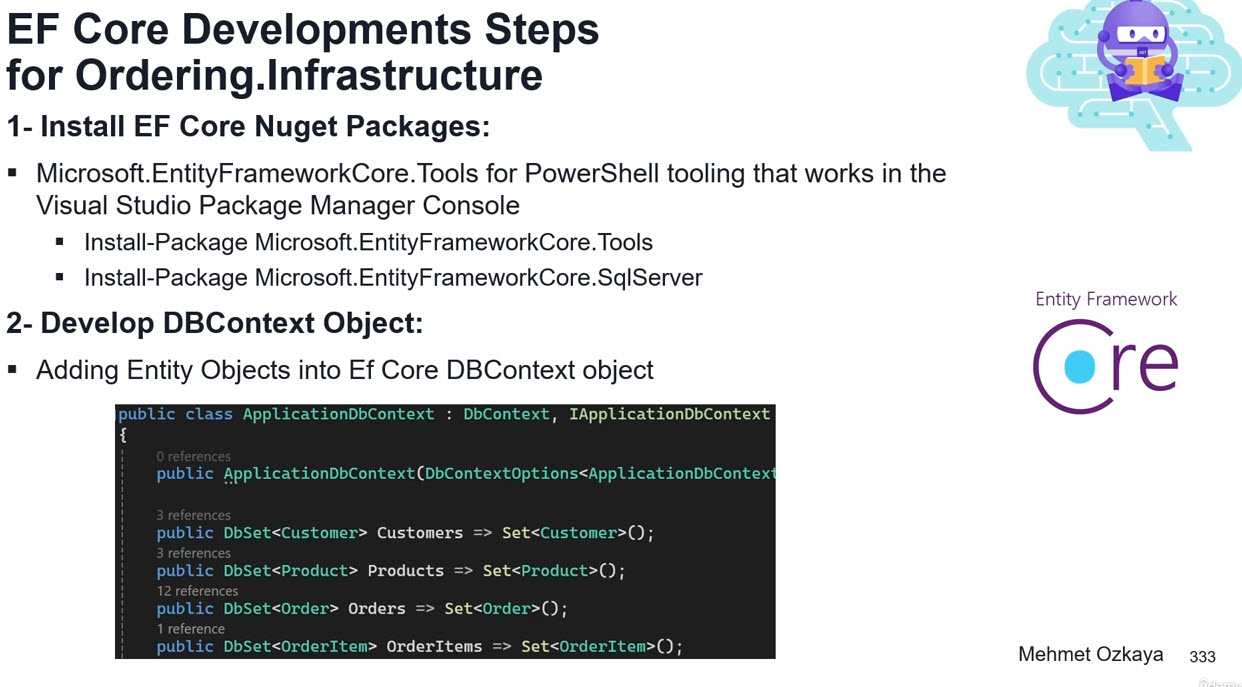 EF Core Developments Steps
for Ordering.Infrastructure
1- Install EF Core Nuget Packages:
▪ Microsoft.EntityFrameworkCore.Tools for PowerShell tooling that works in the
Visual Studio Package Manager Console
▪ Install-Package Microsoft.EntityFrameworkCore.Tools
▪ Install-Package Microsoft.EntityFrameworkCore.SqlServer
2- Develop DBContext Object:
▪ Adding Entity Objects into Ef Core DBContext object
public class ApplicationDbContext : DbContext, IApplicationDbContext
{
0 references
public ApplicationDbContext(DbContextOptions<ApplicationDbContext
3 references
public DbSet<Customer> Customers => Set<Customer>();
3 references
public DbSet<Product> Products => Set<Product>();
12 references
public DbSet<Order> Orders => Set<Order>();
1 reference
public DbSet<OrderItem> OrderItems => Set<OrderItem>();
.NET
Entity Framework
Core
Mehmet Ozkaya 333